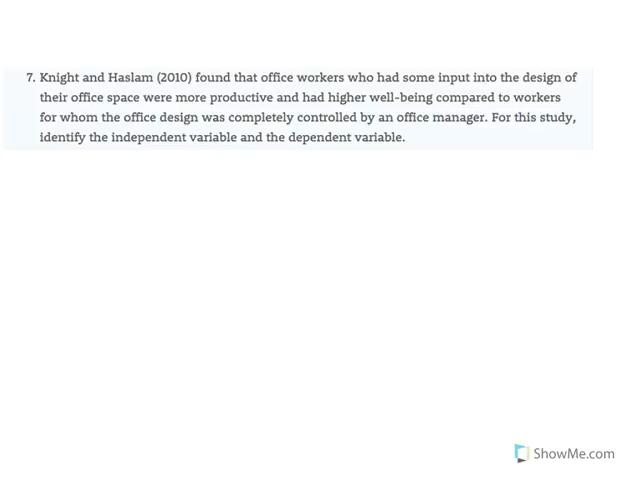 7. Knight and Haslam (2010) found that office workers who had some input into the design of
their office space were more productive and had higher well-being compared to workers
for whom the office design was completely controlled by an office manager. For this study,
identify the independent variable and the dependent variable.
ShowMe.com